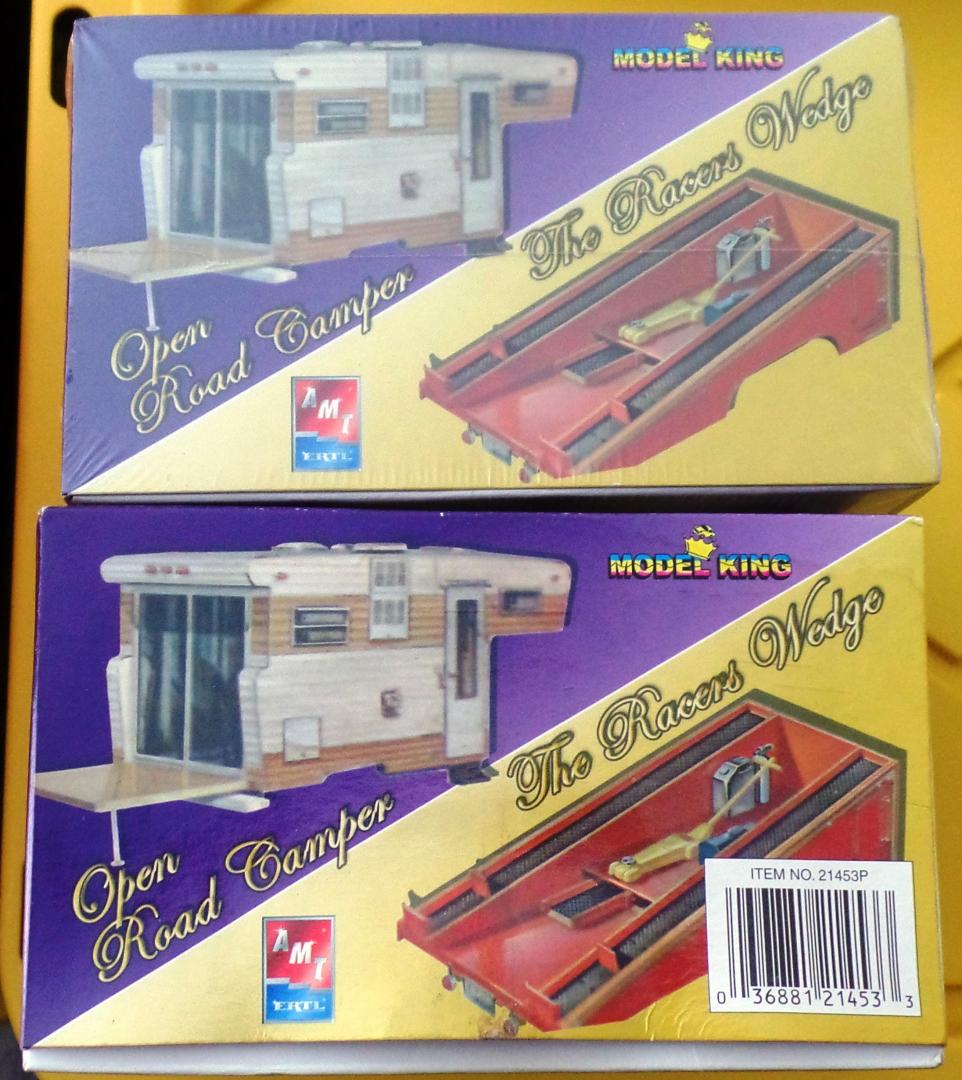 MODEL KING
The Racers Wedge
Open
Road Camper
AMT
ERTL
MODEL KING
The Racers Wedge
Open
Road Camper
AMT
ERTL
ITEM NO. 21453P
0 36881 21453 3